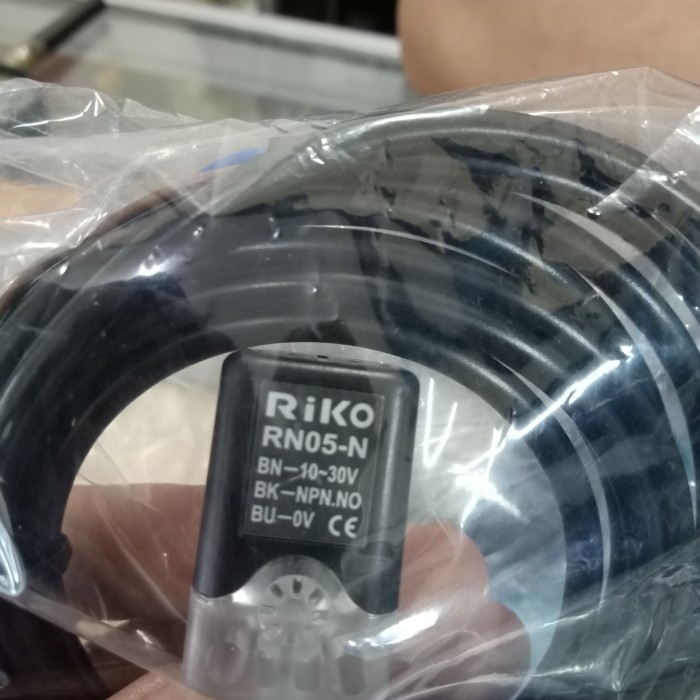 RiKO
RN05-N
BN-10~30V
BK-NPN.NO
BU-0V CE